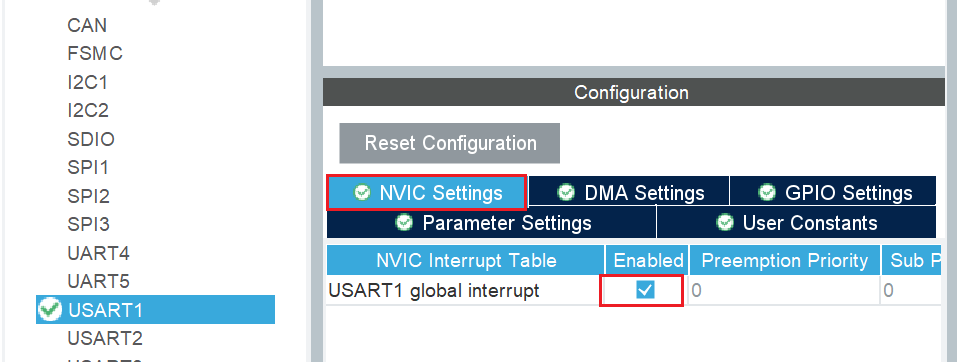 CAN
FSMC
I2C1
I2C2
SDIO
SPI1
SPI2
SPI3
UART4
UART5
USART1
USART2
Configuration
Reset Configuration
NVIC Settings DMA Settings GPIO Settings
Parameter Settings User Constants
NVIC Interrupt Table Enabled Preemption Priority Sub P
USART1 global interrupt 0 0